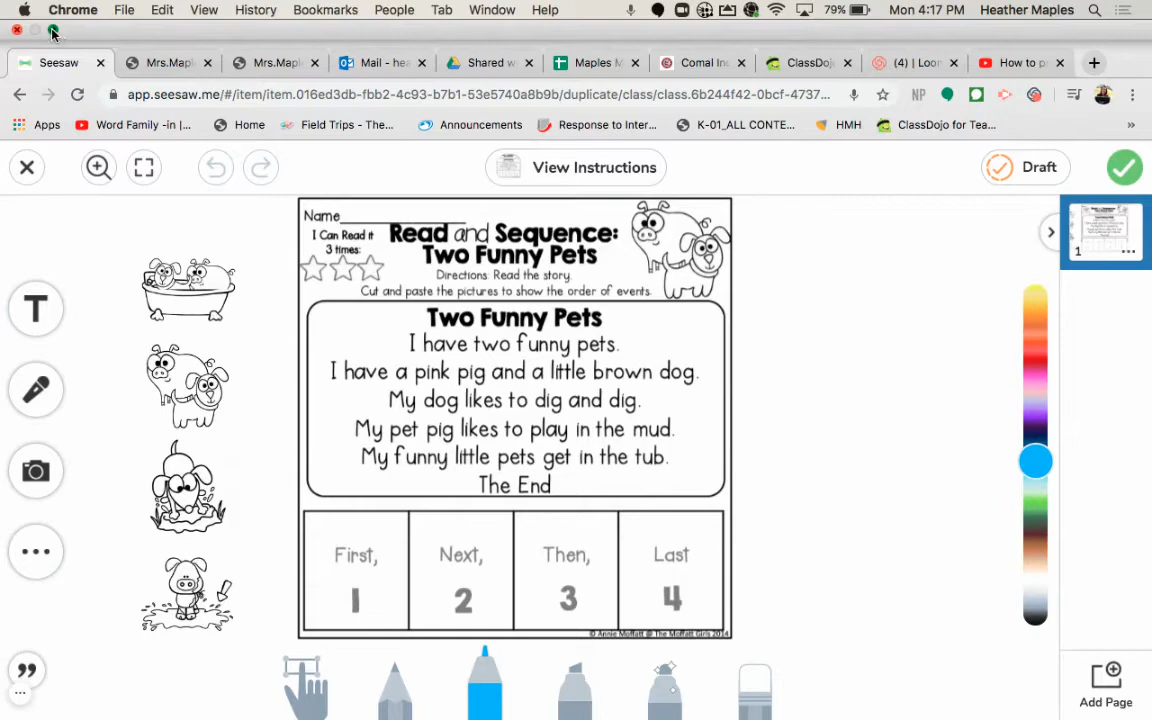 Chrome File Edit View History Bookmarks People Tab Window Help 79% Mon 4:17 PM Heather Maples
Seesaw Mrs.Mapl Mrs.Mapl Mail - hea Shared w Maples M Comal Ind ClassDojo (4) | Loon How to p
app.seesaw.me/#/item/item.016ed3db-fbb2-4c93-b7b1-53e5740a8b9b/duplicate/class/class.6b244f42-0bcf-4737...
Apps Word Family -in |... Home Field Trips - The... Announcements Response to Inter... K-01_ALL CONTE... HMH ClassDojo for Tea...
View Instructions
Draft
Name
I Can Read it
3 times:
Read and Sequence:
Two Funny Pets
Directions: Read the story.
Cut and paste the pictures to show the order of events.
Two Funny Pets
I have two funny pets.
I have a pink pig and a little brown dog.
My dog likes to dig and dig.
My pet pig likes to play in the mud.
My funny little pets get in the tub.
The End
First, Next, Then, Last
1 2 3 4
© Annie Moffatt @ The Moffatt Girls 2014
T
1
Add Page